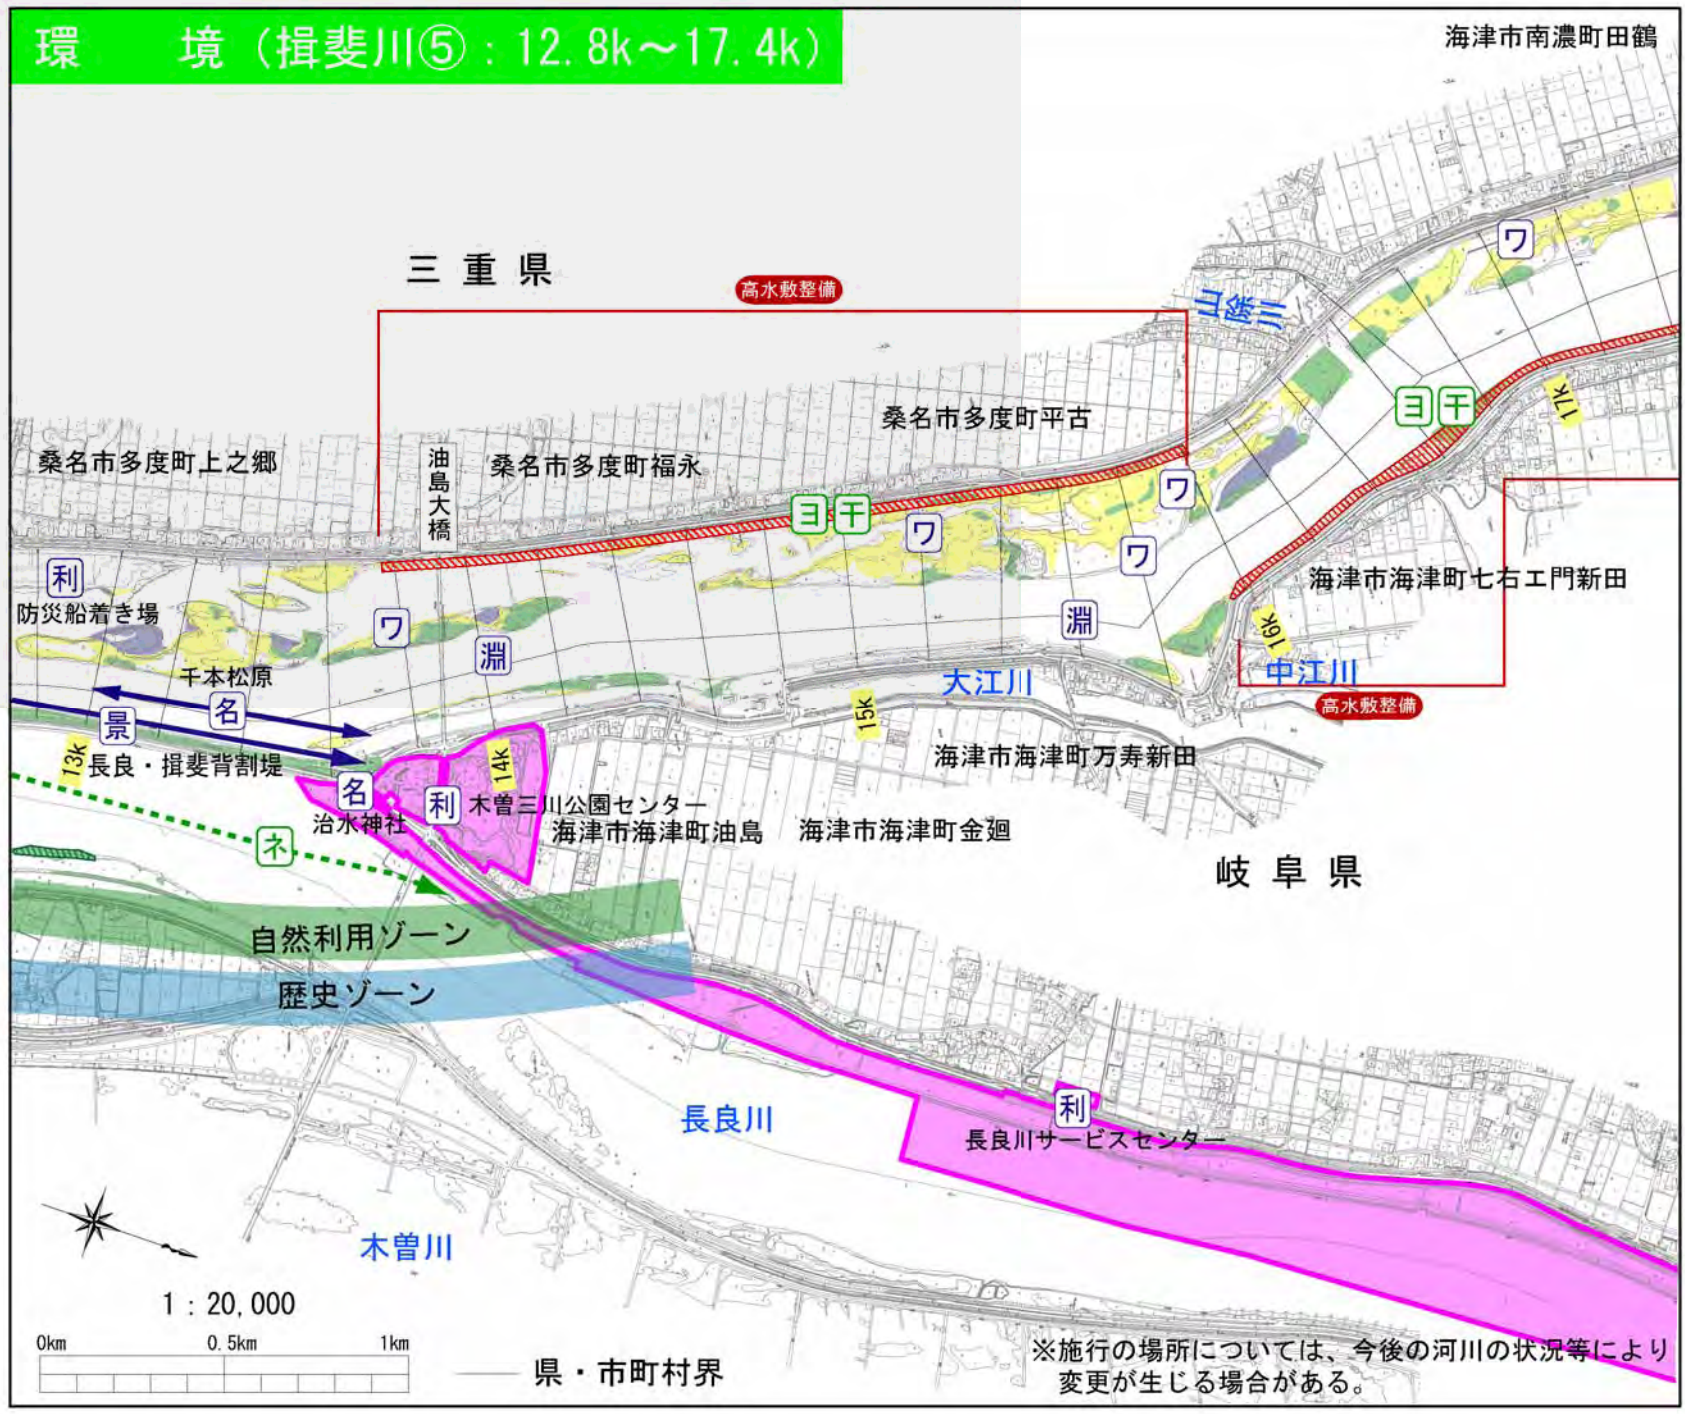 環　　境（揖斐川⑤：12.8k～17.4k）
海津市南濃町田鶴
三重県
高水敷整備
山除川
ワ
ヨ 干
17k
桑名市多度町平古
桑名市多度町上之郷
油島大橋
桑名市多度町福永
ヨ 干
ワ
ワ
ワ
利
防災船着き場
ワ
淵
淵
海津市海津町七右エ門新田
16k
中江川
高水敷整備
千本松原
名
景
13k
長良・揖斐背割堤
大江川
15k
14k
海津市海津町万寿新田
名
利
木曽三川公園センター
治水神社
海津市海津町油島
海津市海津町金廻
ネ
岐阜県
自然利用ゾーン
歴史ゾーン
長良川
利
長良川サービスセンター
木曽川
1：20,000
0km 0.5km 1km
県・市町村界
※施行の場所については、今後の河川の状況等により
変更が生じる場合がある。